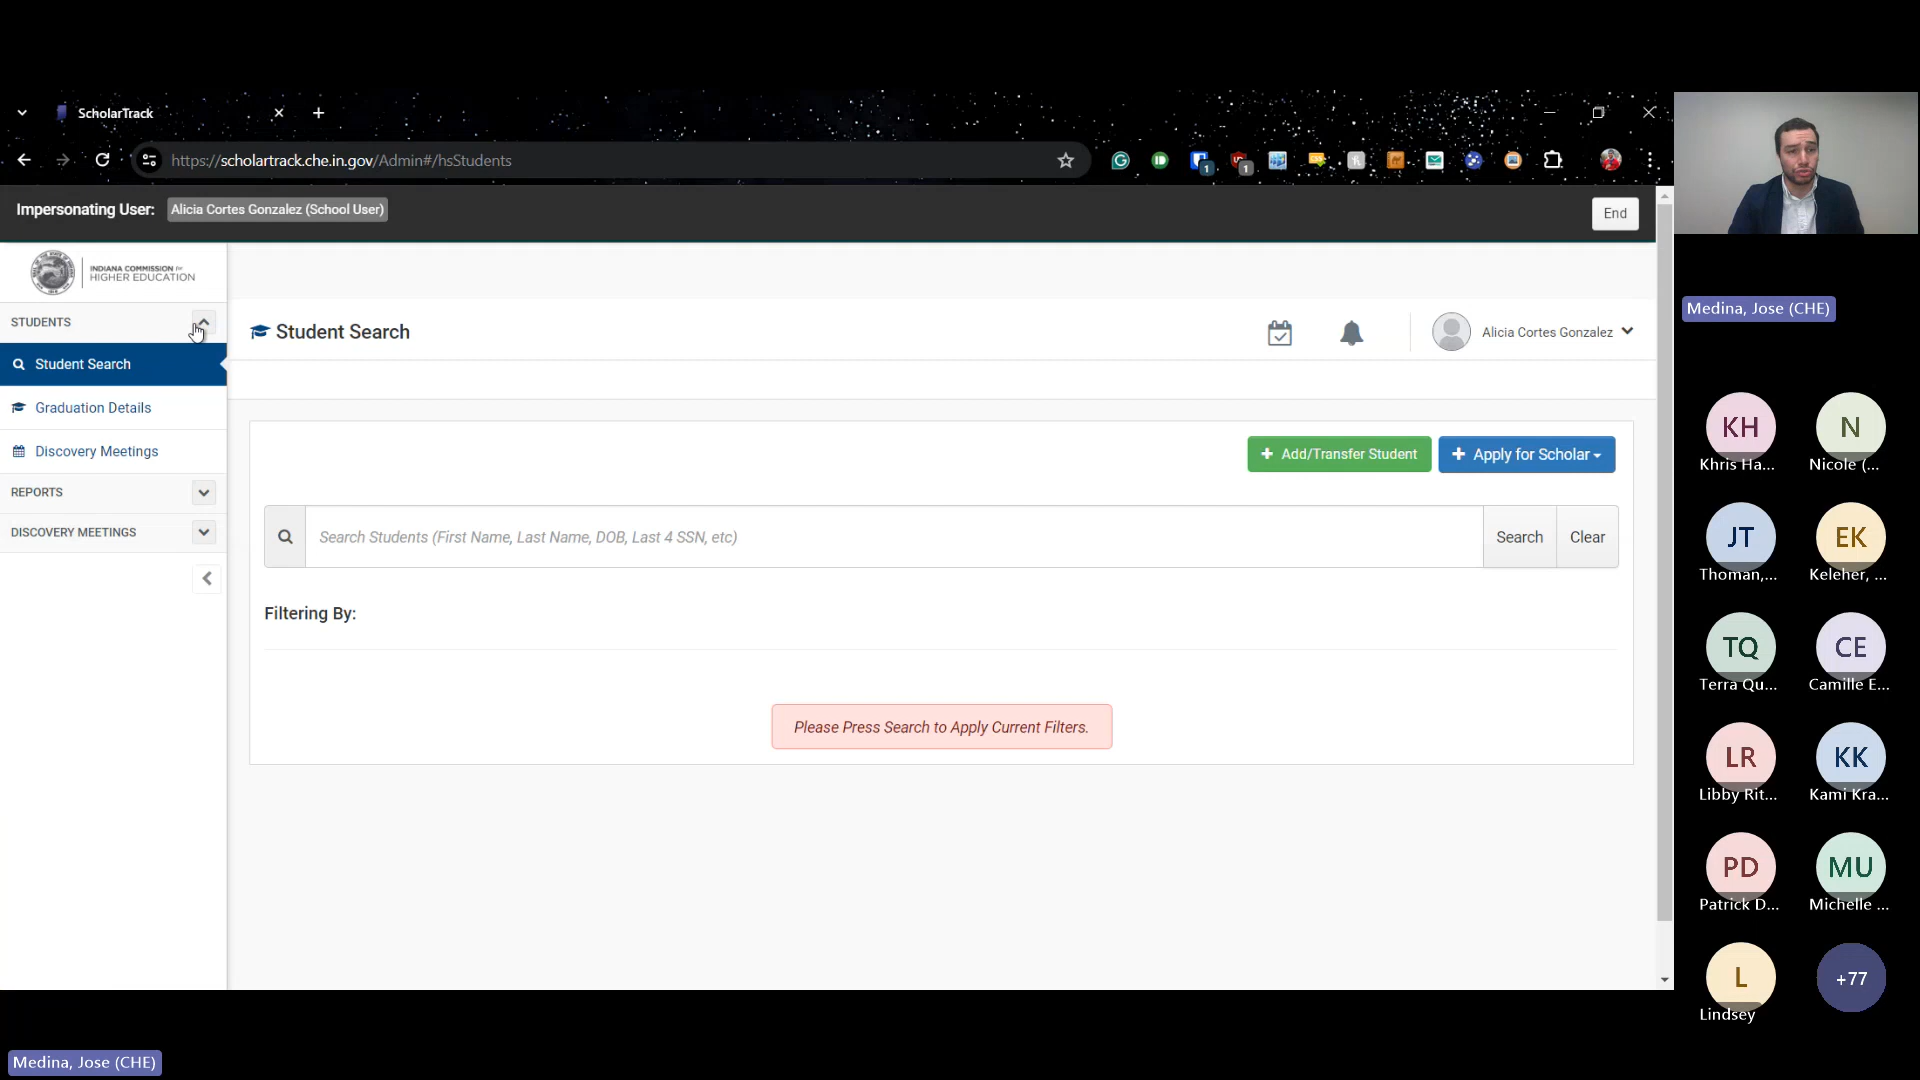 ScholarTrack
https://scholartrack.che.in.gov/Admin#/hsStudents
1
1
Impersonating User: Alicia Cortes Gonzalez (School User)
End
INDIANA COMMISSION for
HIGHER EDUCATION
STUDENTS
Student Search
Graduation Details
Discovery Meetings
REPORTS
DISCOVERY MEETINGS
Student Search
Alicia Cortes Gonzalez
Add/Transfer Student
Apply for Scholar
Search Students (First Name, Last Name, DOB, Last 4 SSN, etc)
Search
Clear
Filtering By:
Please Press Search to Apply Current Filters.
Medina, Jose (CHE)
KH
Khris Ha...
N
Nicole (...
JT
Thoman,...
EK
Keleher, ...
TQ
Terra Qu...
CE
Camille E...
LR
Libby Rit...
KK
Kami Kra...
PD
Patrick D...
MU
Michelle ...
L
Lindsey
+77
Medina, Jose (CHE)